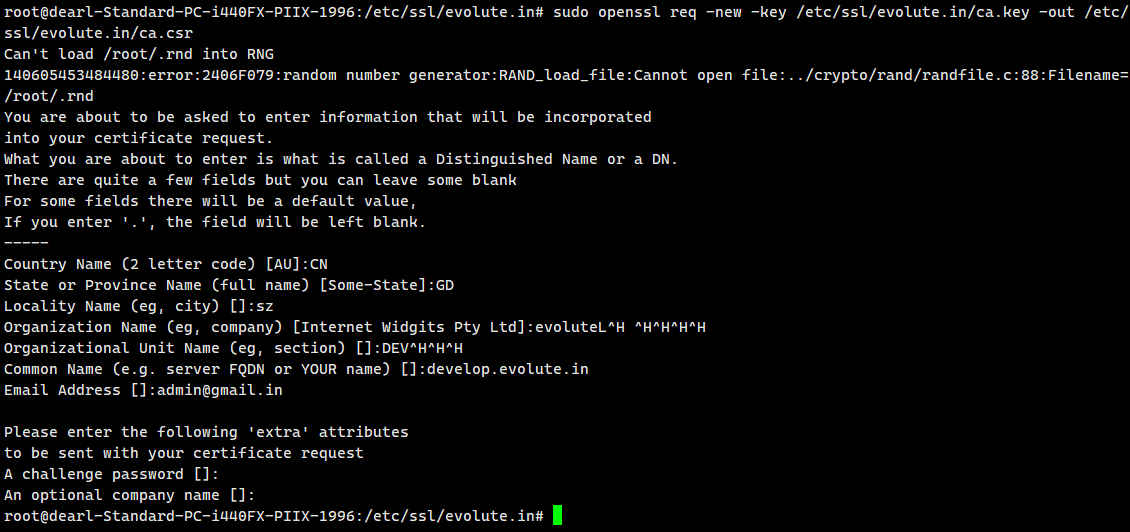 root@dearl-Standard-PC-i440FX-PIIX-1996:/etc/ssl/evolute.in# sudo openssl req -new -key /etc/ssl/evolute.in/ca.key -out /etc/
ssl/evolute.in/ca.csr
Can't load /root/.rnd into RNG
140605453484480:error:2406F079:random number generator:RAND_load_file:Cannot open file:../crypto/rand/randfile.c:88:Filename=
/root/.rnd
You are about to be asked to enter information that will be incorporated
into your certificate request.
What you are about to enter is what is called a Distinguished Name or a DN.
There are quite a few fields but you can leave some blank
For some fields there will be a default value,
If you enter '.', the field will be left blank.
-----
Country Name (2 letter code) [AU]:CN
State or Province Name (full name) [Some-State]:GD
Locality Name (eg, city) []:sz
Organization Name (eg, company) [Internet Widgits Pty Ltd]:evoluteL^H ^H^H^H^H
Organizational Unit Name (eg, section) []:DEV^H^H^H
Common Name (e.g. server FQDN or YOUR name) []:develop.evolute.in
Email Address []:admin@gmail.in

Please enter the following 'extra' attributes
to be sent with your certificate request
A challenge password []:
An optional company name []:
root@dearl-Standard-PC-i440FX-PIIX-1996:/etc/ssl/evolute.in#